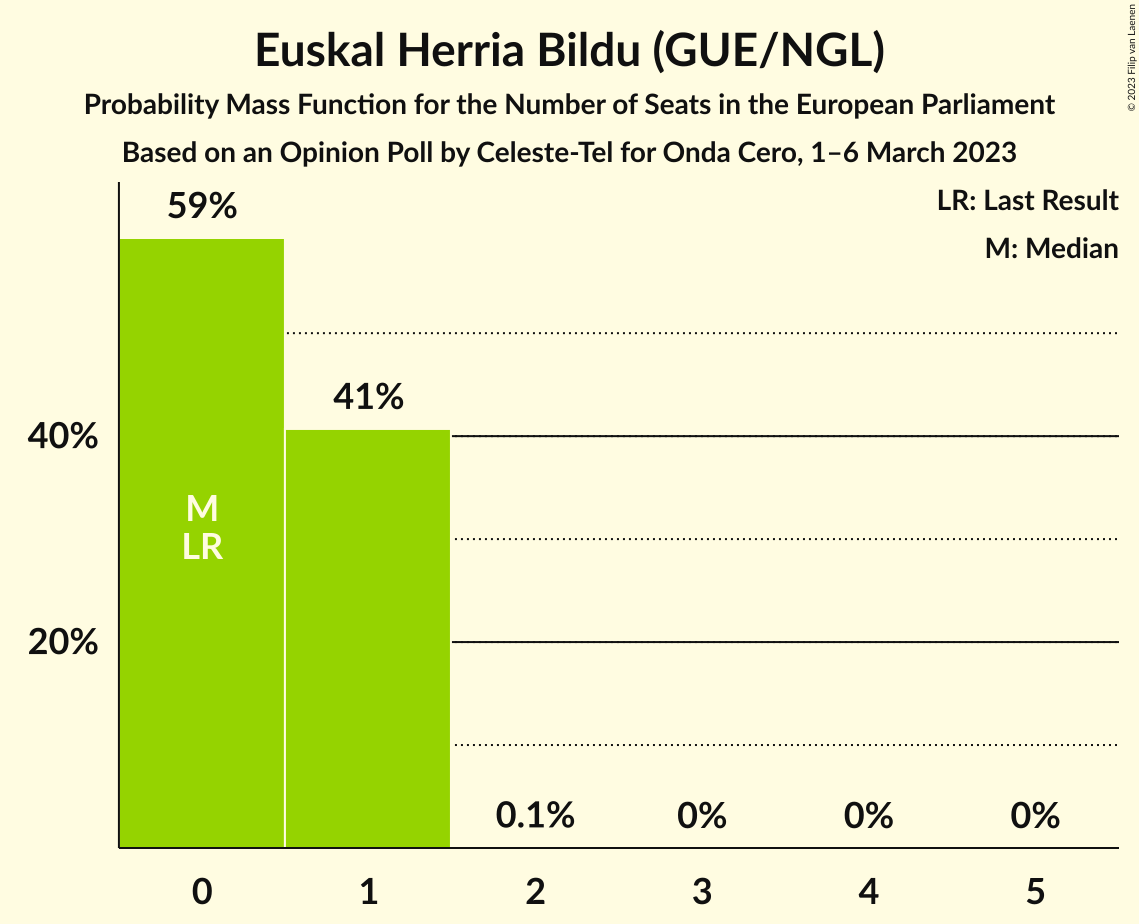 Euskal Herria Bildu (GUE/NGL)
Probability Mass Function for the Number of Seats in the European Parliament
Based on an Opinion Poll by Celeste-Tel for Onda Cero, 1–6 March 2023
© 2023 Filip van Laenen
LR: Last Result
M: Median
59%
41%
40%
M
LR
20%
0.1%
0%
0%
0%
0
1
2
3
4
5